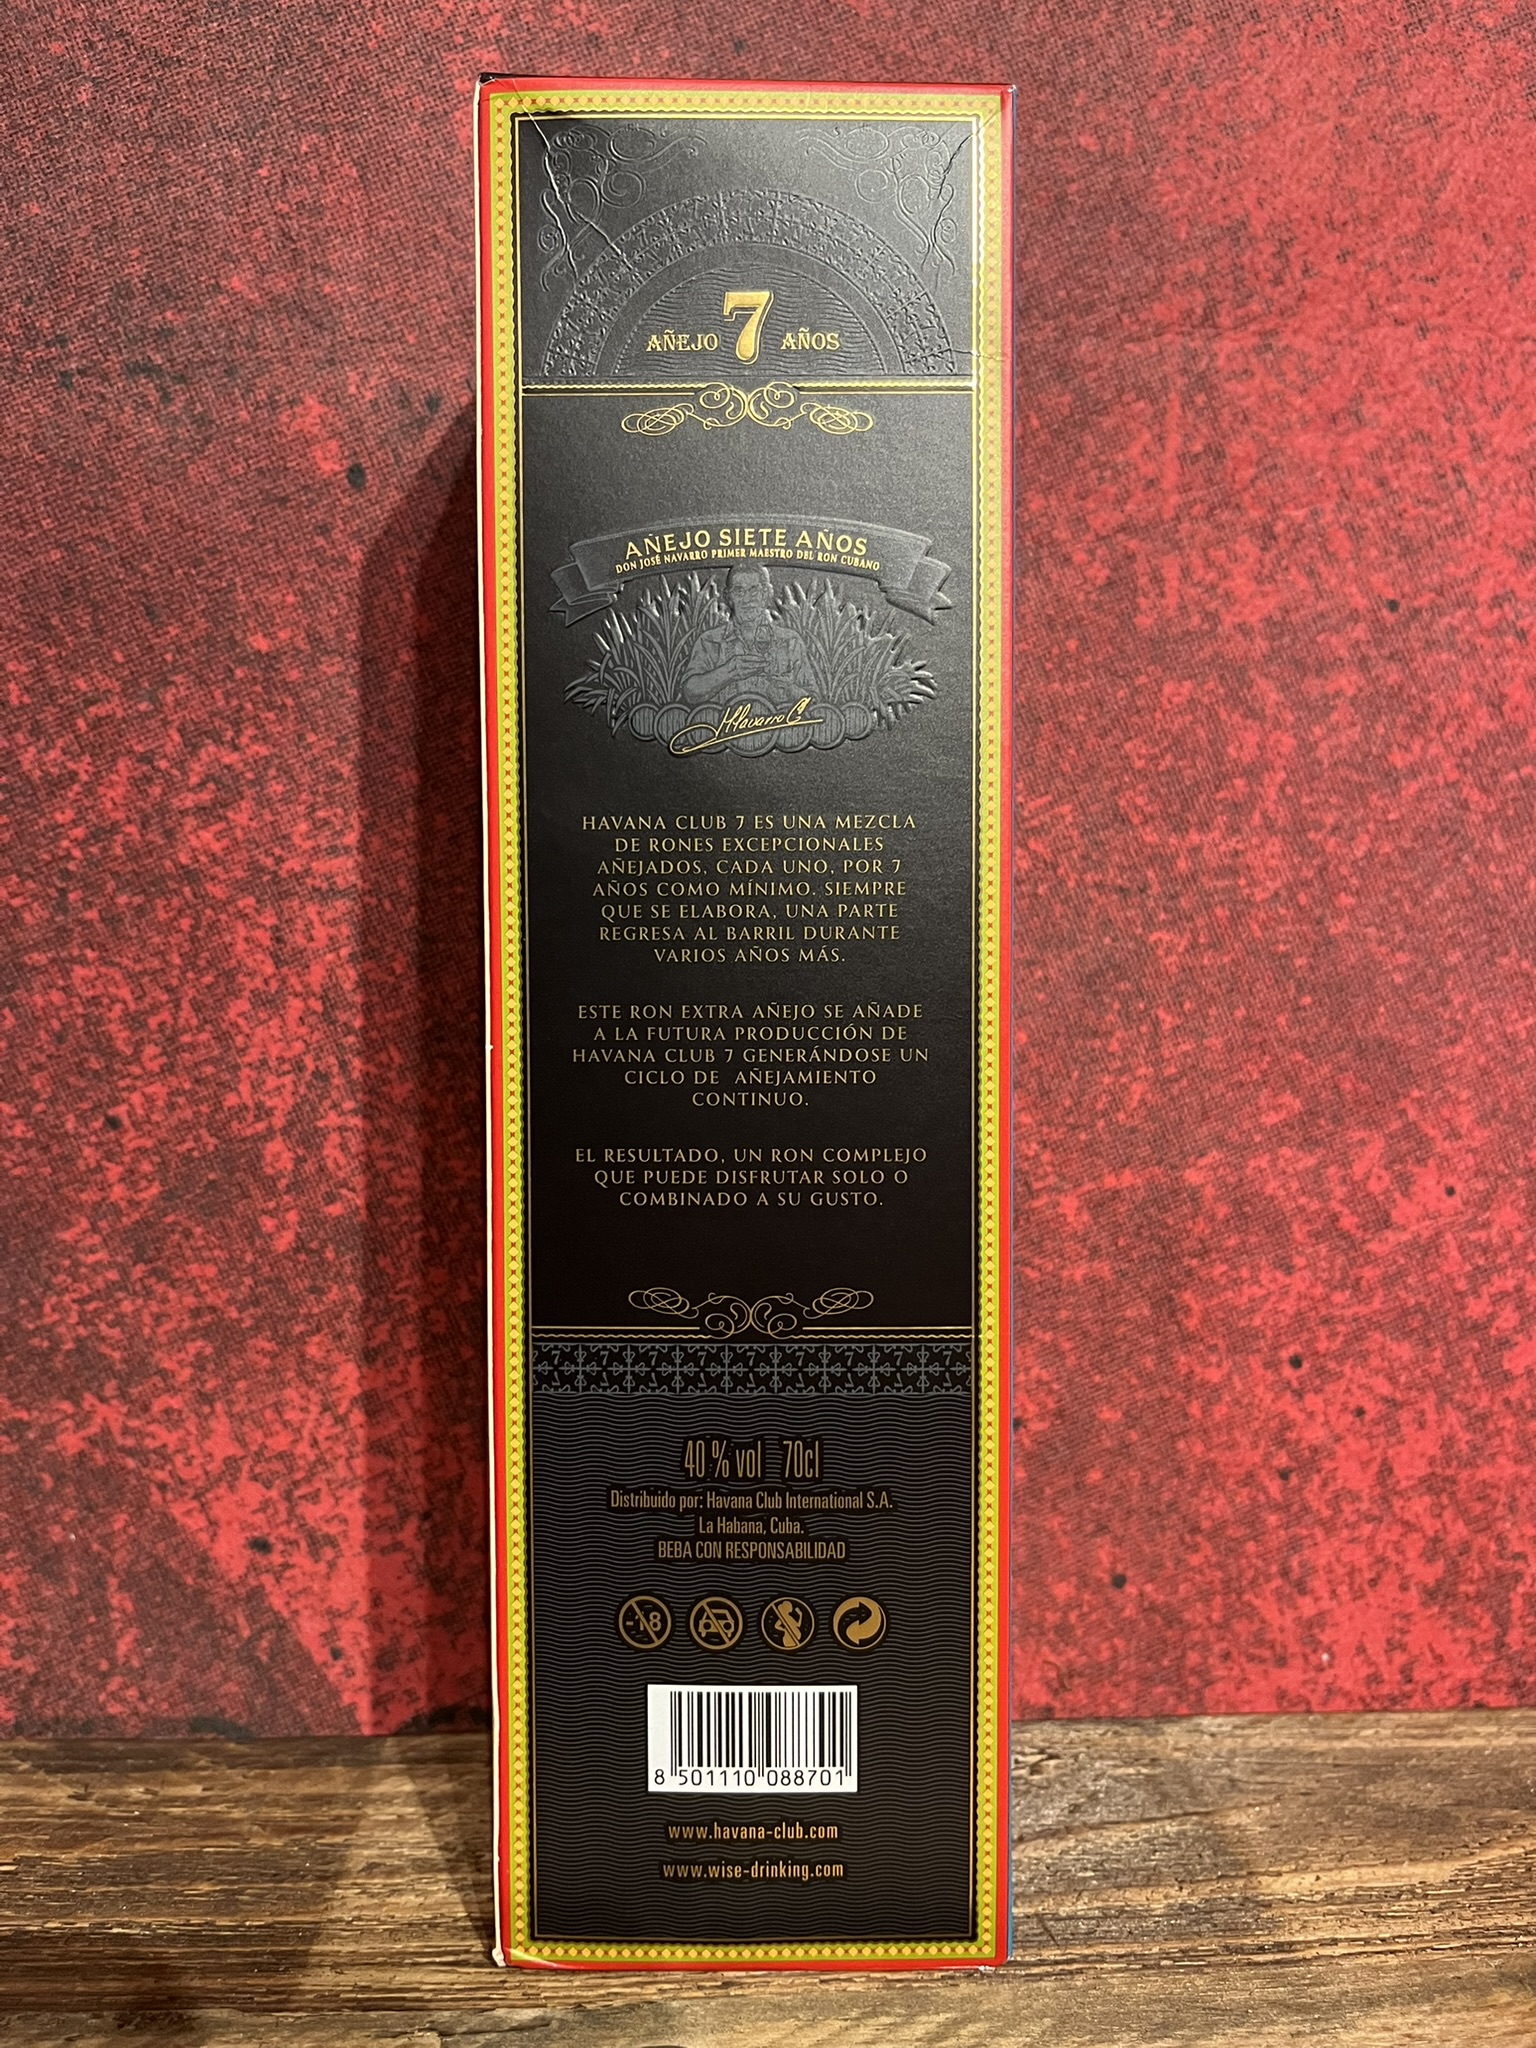 AÑEJO 7 AÑOS
AÑEJO SIETE AÑOS
DON JOSÉ NAVARRO PRIMER MAESTRO DEL RON CUBANO
HAVANA CLUB 7 ES UNA MEZCLA
DE RONES EXCEPCIONALES
AÑEJADOS, CADA UNO, POR 7
AÑOS COMO MÍNIMO. SIEMPRE
QUE SE ELABORA, UNA PARTE
REGRESA AL BARRIL DURANTE
VARIOS AÑOS MÁS.
ESTE RON EXTRA AÑEJO SE AÑADE
A LA FUTURA PRODUCCIÓN DE
HAVANA CLUB 7 GENERÁNDOSE UN
CICLO DE AÑEJAMIENTO
CONTINUO.
EL RESULTADO, UN RON COMPLEJO
QUE PUEDE DISFRUTAR SOLO O
COMBINADO A SU GUSTO.
40 % vol 70cl
Distribuido por: Havana Club International S.A.
La Habana, Cuba.
BEBA CON RESPONSABILIDAD
-18
8 501110 088701
www.havana-club.com
www.wise-drinking.com